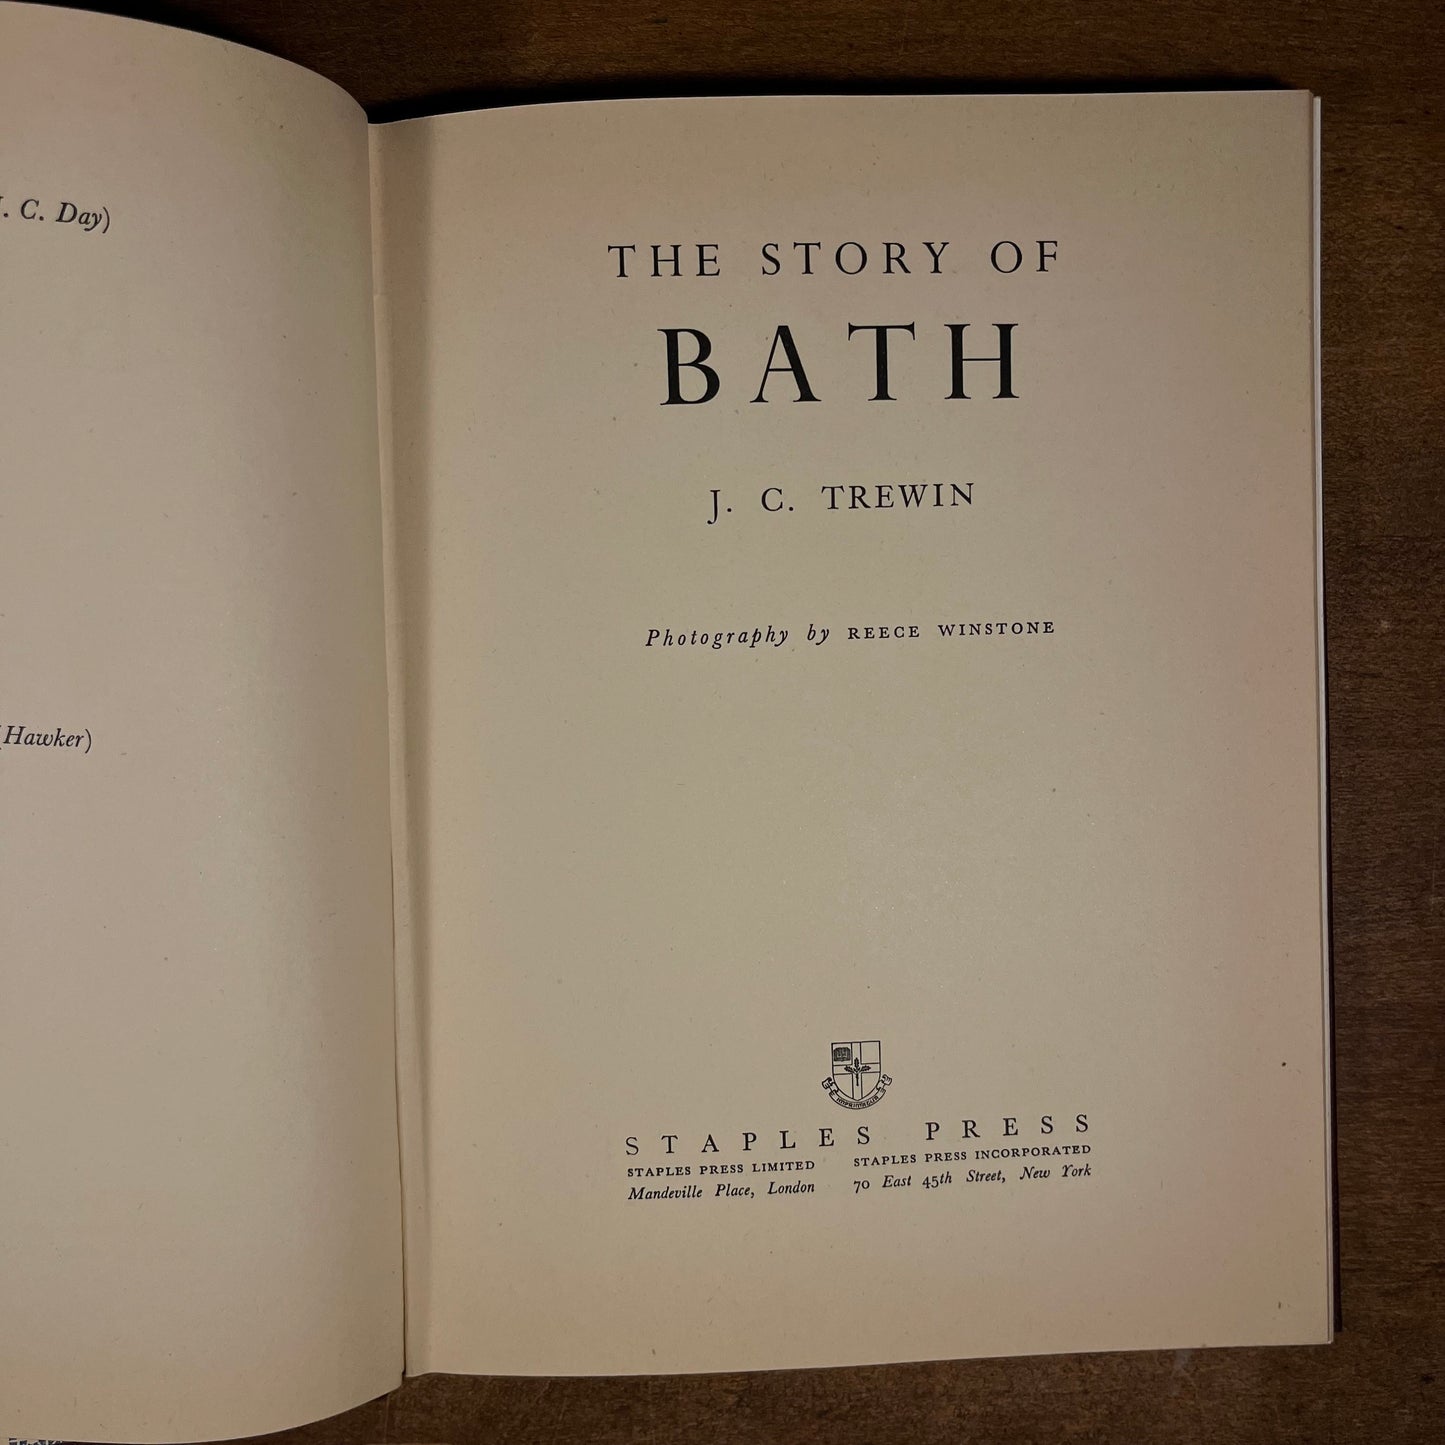 C. Day)
(Hawker)
THE STORY OF
BATH
J. C. TREWIN
Photography by REECE WINSTONE
STAPLES PRESS
STAPLES PRESS LIMITED
Mandeville Place, London
STAPLES PRESS INCORPORATED
70 East 45th Street, New York